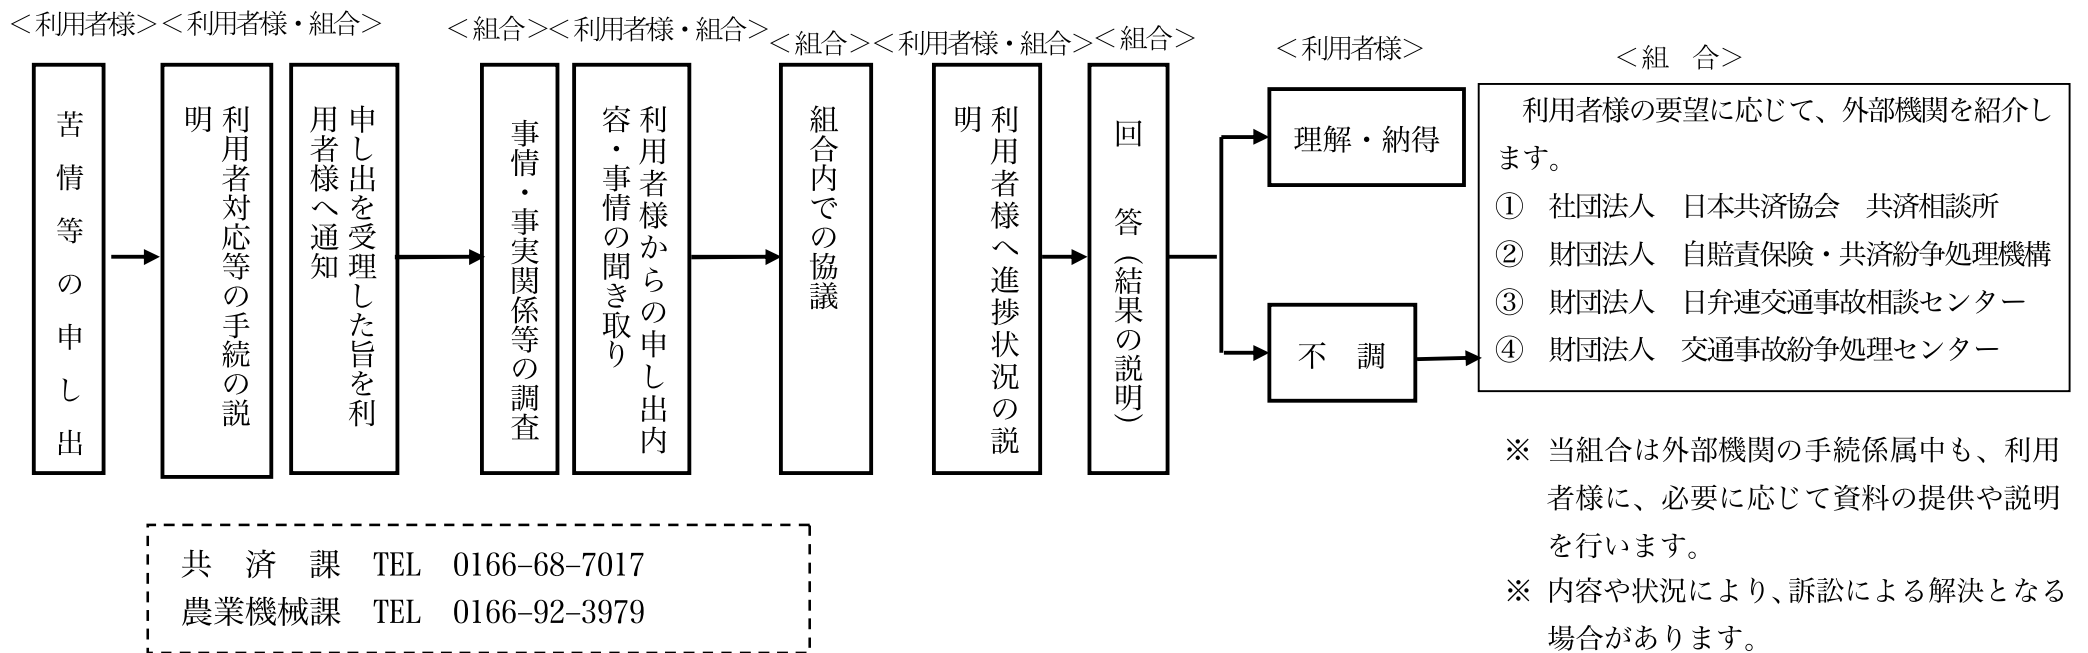 ＜利用者様＞
苦情等の申し出
＜利用者様・組合＞
利用者対応等の手続の説
明
申し出を受理した旨を利
用者様へ通知
＜組合＞
事情・事実関係等の調査
＜利用者様・組合＞
利用者様からの申し出内
容・事情の聞き取り
＜組合＞
組合内での協議
＜利用者様・組合＞
利用者様へ進捗状況の説
明
＜組合＞
回　答（結果の説明）
＜利用者様＞
理解・納得
不　調
＜組　合＞
利用者様の要望に応じて、外部機関を紹介し
ます。
①　社団法人　日本共済協会　共済相談所
②　財団法人　自賠責保険・共済紛争処理機構
③　財団法人　日弁連交通事故相談センター
④　財団法人　交通事故紛争処理センター
※ 当組合は外部機関の手続係属中も、利用
者様に、必要に応じて資料の提供や説明
を行います。
※ 内容や状況により、訴訟による解決となる
場合があります。
共　済　課　TEL　0166−68−7017
農業機械課　TEL　0166−92−3979